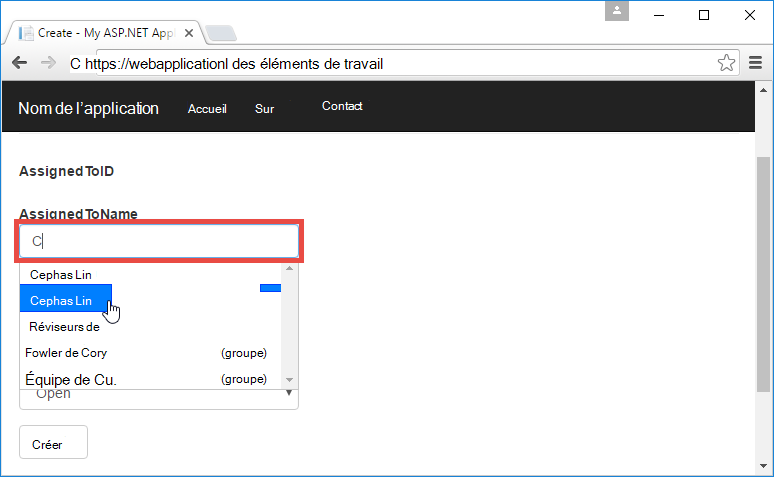 Create - My ASP.NET App
C https://webapplicationl des éléments de travail
Nom de l’application Accueil Sur Contact
AssignedToID
AssignedToName
C
Cephas Lin
Cephas Lin
Réviseurs de
Fowler de Cory (groupe)
Équipe de Cu. (groupe)
Open
Créer